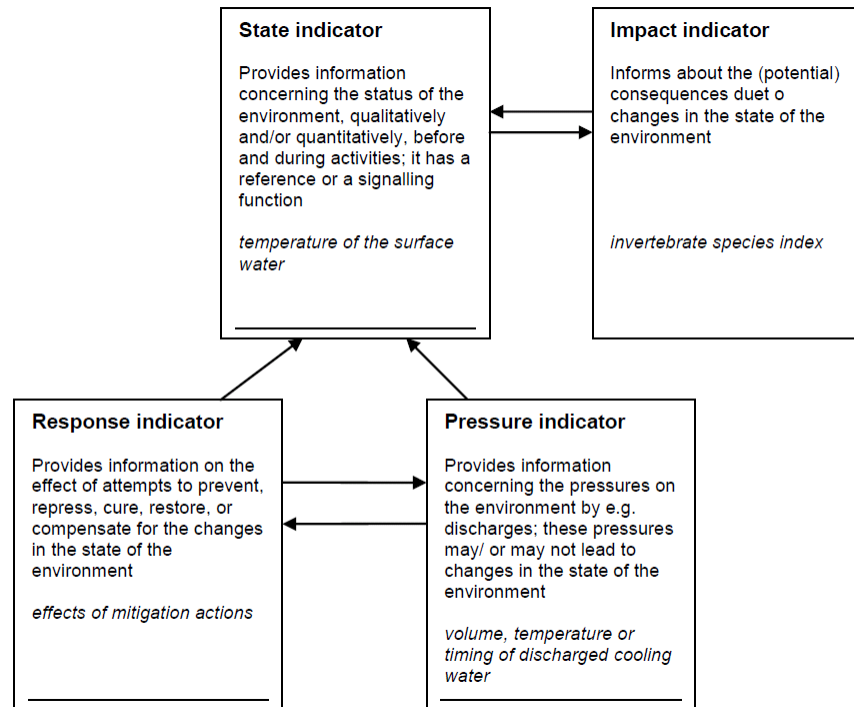 State indicator
Provides information
concerning the status of the
environment, qualitatively
and/or quantitatively, before
and during activities; it has a
reference or a signalling
function
temperature of the surface
water
Impact indicator
Informs about the (potential)
consequences duet o
changes in the state of the
environment
invertebrate species index
Response indicator
Provides information on the
effect of attempts to prevent,
repress, cure, restore, or
compensate for the changes
in the state of the
environment
effects of mitigation actions
Pressure indicator
Provides information
concerning the pressures on
the environment by e.g.
discharges; these pressures
may/ or may not lead to
changes in the state of the
environment
volume, temperature or
timing of discharged cooling
water